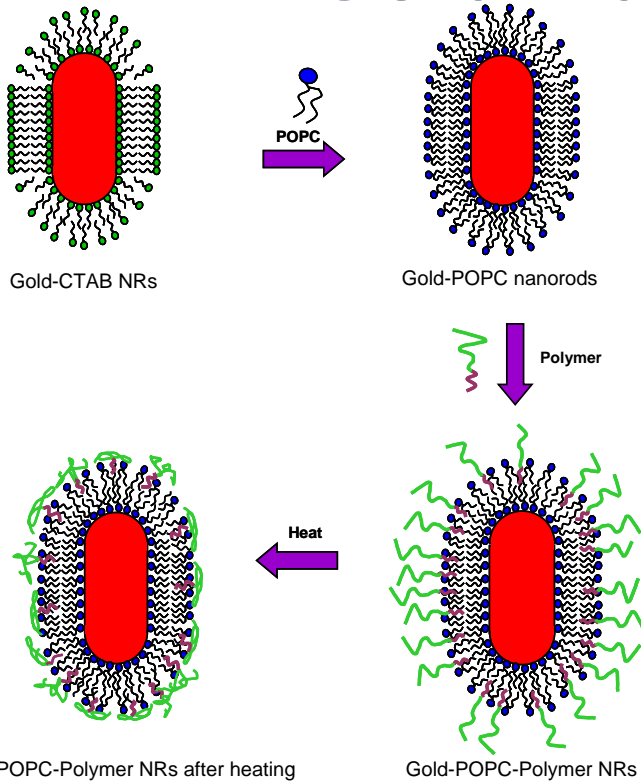 POPC
Gold-CTAB NRs
Gold-POPC nanorods
Polymer
Heat
POPC-Polymer NRs after heating
Gold-POPC-Polymer NRs